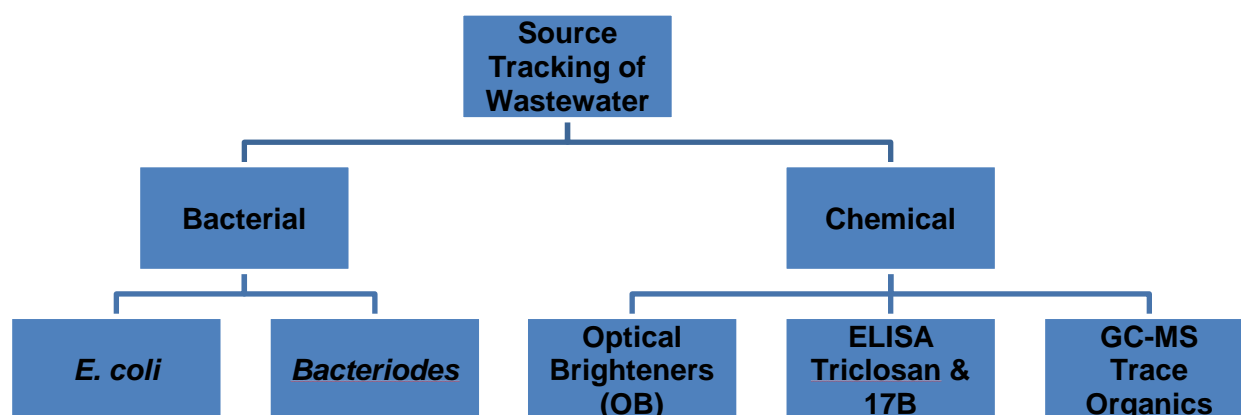 Source
Tracking of
Wastewater
Bacterial
Chemical
E. coli
Bacteriodes
Optical
Brighteners
(OB)
ELISA
Triclosan &
17B
GC-MS
Trace
Organics